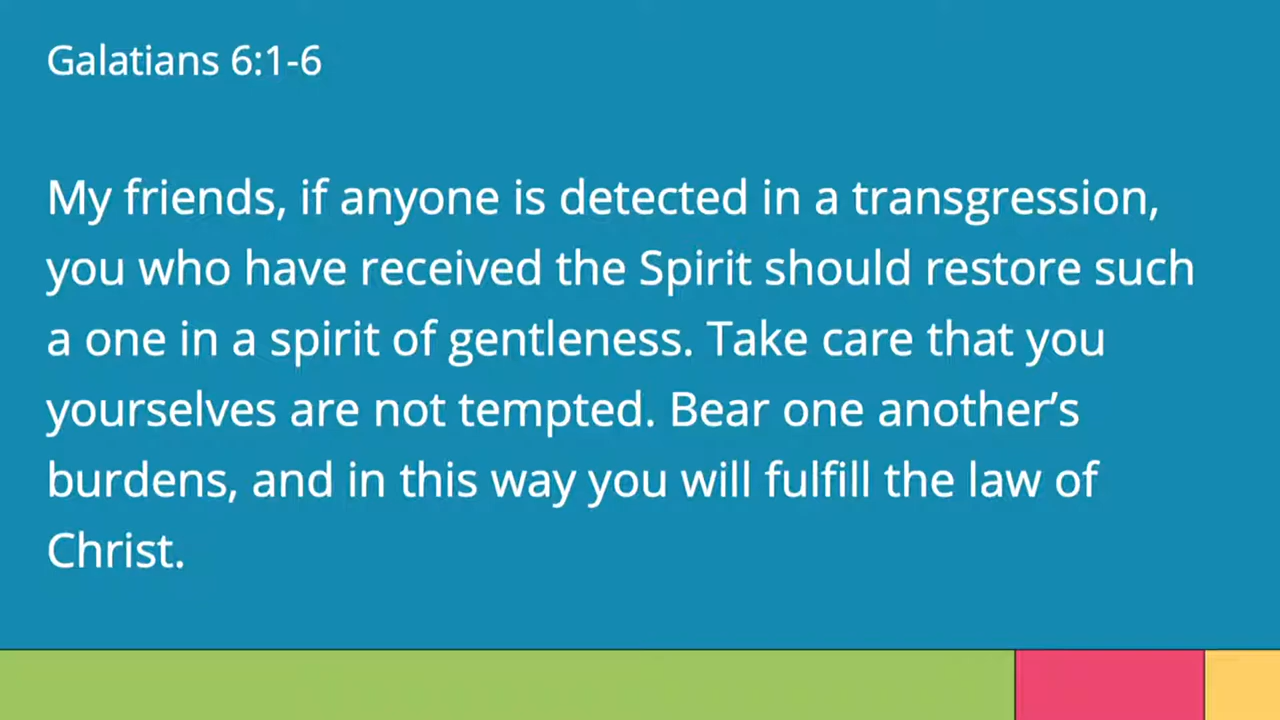 Galatians 6:1-6
My friends, if anyone is detected in a transgression,
you who have received the Spirit should restore such
a one in a spirit of gentleness. Take care that you
yourselves are not tempted. Bear one another’s
burdens, and in this way you will fulfill the law of
Christ.